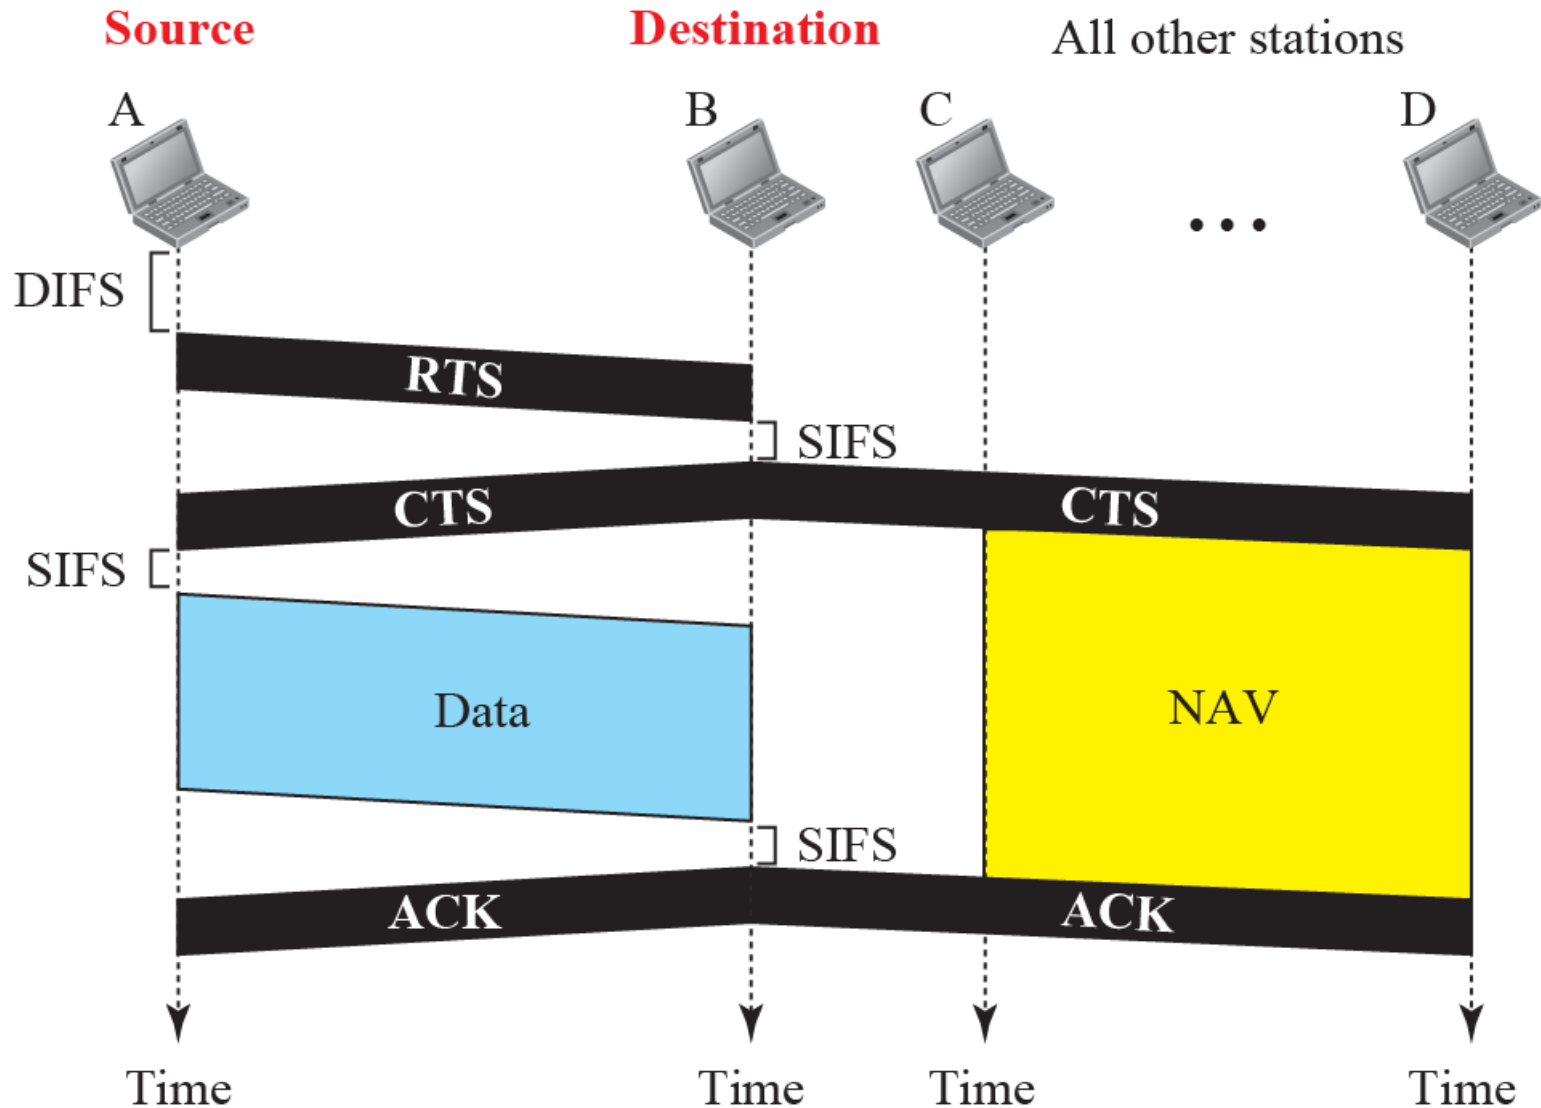 Source
Destination
All other stations
A
B
C
D
...
DIFS
RTS
SIFS
CTS
CTS
SIFS
Data
NAV
SIFS
ACK
ACK
Time
Time
Time
Time